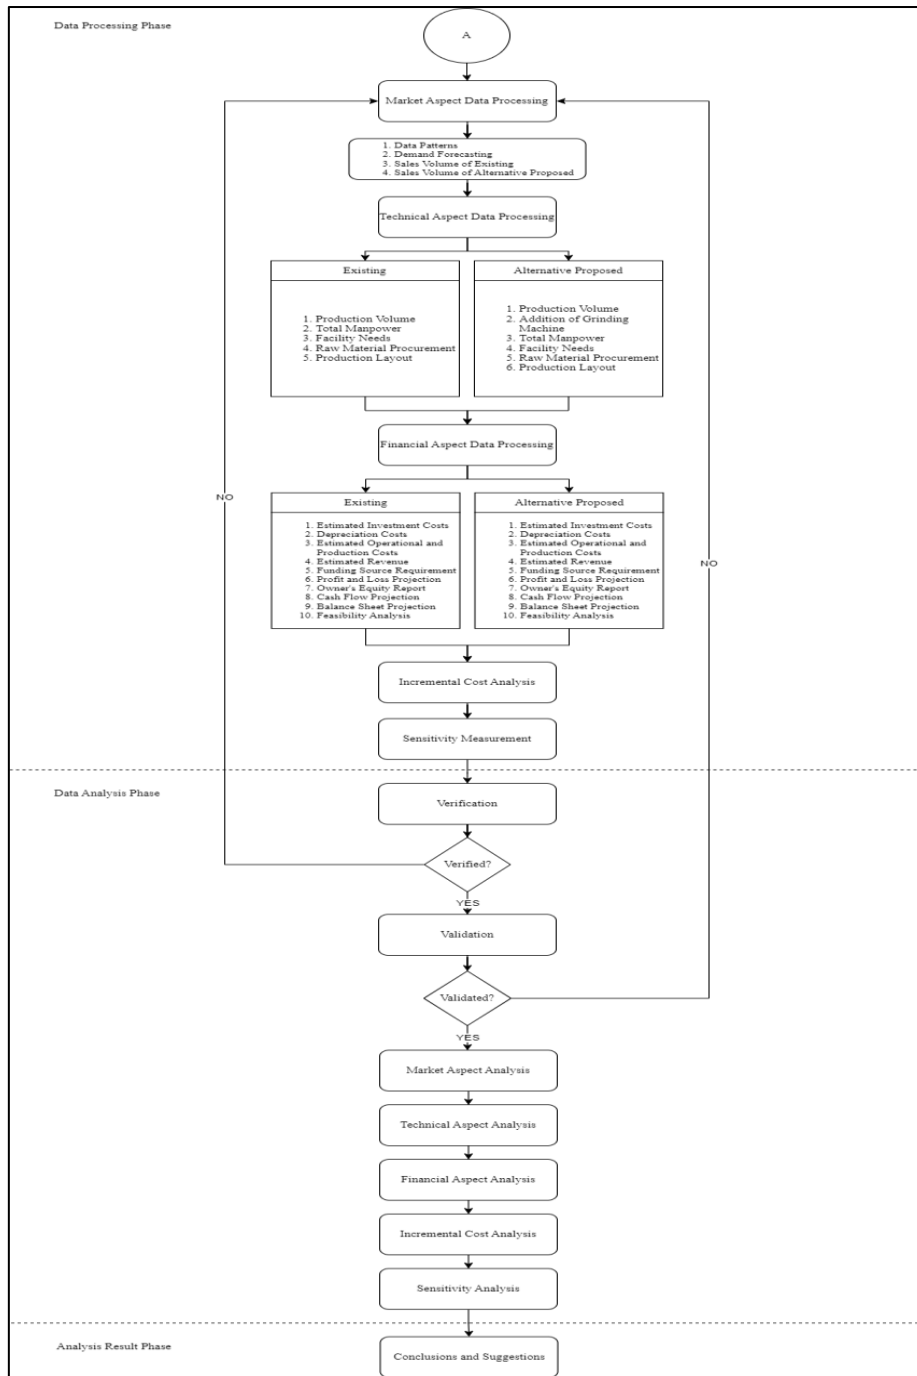 Data Processing Phase
A
Market Aspect Data Processing
1. Data Patterns
2. Demand Forecasting
3. Sales Volume of Existing
4. Sales Volume of Alternative Proposed
Technical Aspect Data Processing
Existing
1. Production Volume
2. Total Manpower
3. Facility Needs
4. Raw Material Procurement
5. Production Layout
Alternative Proposed
1. Production Volume
2. Addition of Grinding
Machine
3. Total Manpower
4. Facility Needs
5. Raw Material Procurement
6. Production Layout
Financial Aspect Data Processing
Existing
1. Estimated Investment Costs
2. Depreciation Costs
3. Estimated Operational and
Production Costs
4. Estimated Revenue
5. Funding Source Requirement
6. Profit and Loss Projection
7. Owner's Equity Report
8. Cash Flow Projection
9. Balance Sheet Projection
10. Feasibility Analysis
Alternative Proposed
1. Estimated Investment Costs
2. Depreciation Costs
3. Estimated Operational and
Production Costs
4. Estimated Revenue
5. Funding Source Requirement
6. Profit and Loss Projection
7. Owner's Equity Report
8. Cash Flow Projection
9. Balance Sheet Projection
10. Feasibility Analysis
NO
NO
Incremental Cost Analysis
Sensitivity Measurement
Data Analysis Phase
Verification
Verified?
YES
Validation
Validated?
YES
Market Aspect Analysis
Technical Aspect Analysis
Financial Aspect Analysis
Incremental Cost Analysis
Sensitivity Analysis
Analysis Result Phase
Conclusions and Suggestions